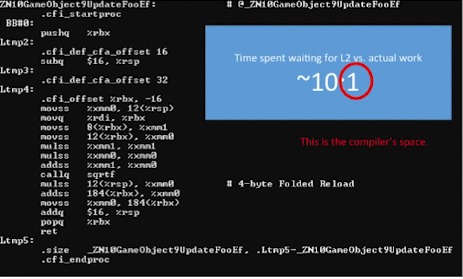 _ZN10GameObject9UpdateFooEf: # @_ZN10GameObject9UpdateFooEf
.cfi_startproc
BB#0:
pushq %rbx
Ltmp2:
.cfi_def_cfa_offset 16
subq $16, %rsp
Ltmp3:
.cfi_def_cfa_offset 32
Ltmp4:
.cfi_offset %rbx, -16
movss %xmm0, 12(%rsp)
movq %rdi, %rbx
movss 8(%rbx), %xmm1
movss 12(%rbx), %xmm0
mulss %xmm1, %xmm1
mulss %xmm0, %xmm0
addss %xmm1, %xmm0
callq sqrtf
mulss 12(%rsp), %xmm0 # 4-byte Folded Reload
addss 184(%rbx), %xmm0
movss %xmm0, 184(%rbx)
addq $16, %rsp
popq %rbx
ret
Ltmp5:
.size _ZN10GameObject9UpdateFooEf, .Ltmp5-_ZN10GameObject9UpdateFooEf
.cfi_endproc
Time spent waiting for L2 vs. actual work
~10:1
This is the compiler's space.